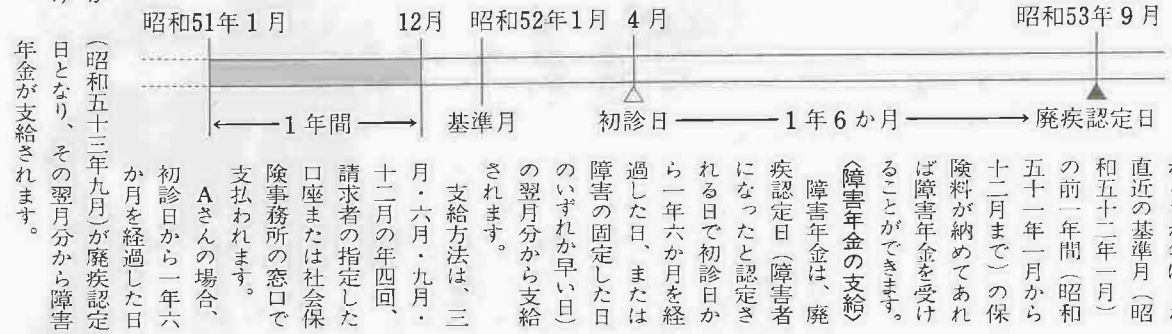 昭和51年1月
12月
昭和52年1月
4月
昭和53年9月
1年間
基準月
初診日
1年6か月
廃疾認定日
直近の基準月（昭
和五十二年一月）
の前一年間（昭和
五十一年一月から
十二月まで）の保
険料が納めてあれ
ば障害年金を受け
ることができます。
〈障害年金の支給〉
障害年金は、廃
疾認定日（障害者
になったと認定さ
れる日で初診日か
ら一年六か月を経
過した日、または
障害の固定した日
のいずれか早い日）
の翌月分から支給
されます。
支給方法は、三
月・六月・九月・
十二月の年四回、
請求者の指定した
口座または社会保
険事務所の窓口で
支払われます。
Aさんの場合、
初診日から一年六
か月を経過した日
（昭和五十三年九月）が廃疾認定
日となり、その翌月分から障害
年金が支給されます。